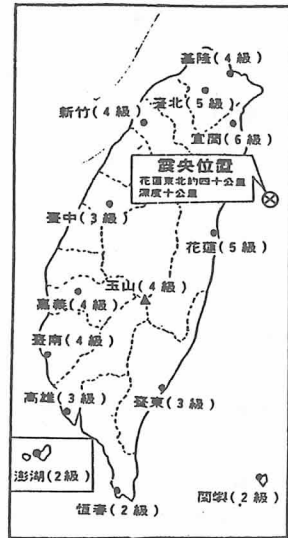 基隆(4級)
臺北(5級)
新竹(4級)
宜蘭(6級)
震央位置
花蓮東北約四十公里
深度十公里
臺中(3級)
花蓮(5級)
玉山(4級)
嘉義(4級)
臺南(4級)
高雄(3級)
臺東(3級)
澎湖(2級)
蘭嶼(2級)
恆春(2級)